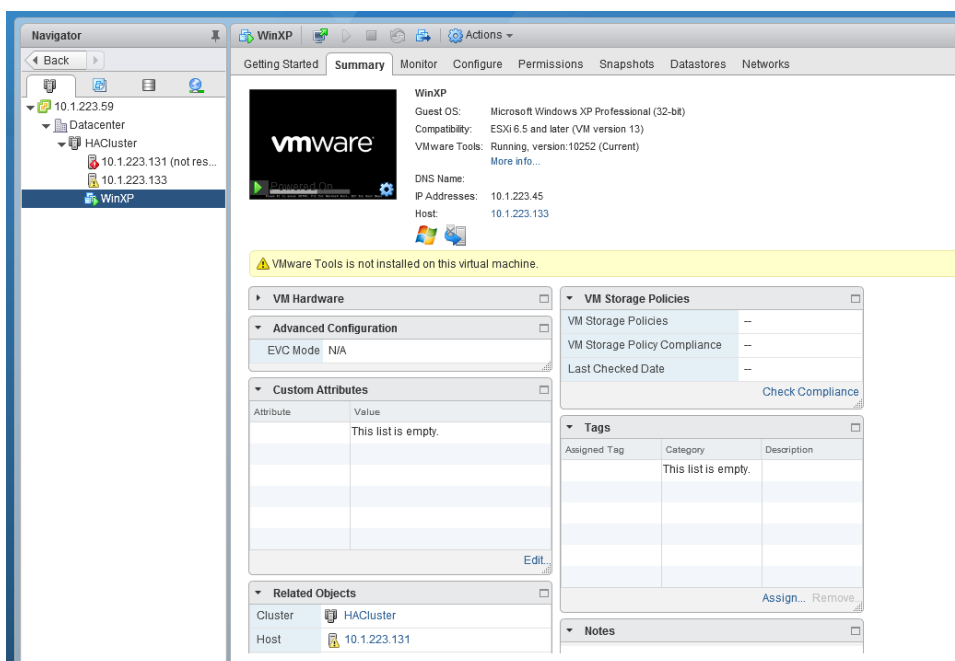 Navigator
WinXP
Actions
Back
Getting Started Summary Monitor Configure Permissions Snapshots Datastores Networks
10.1.223.59
Datacenter
HACluster
10.1.223.131 (not res...
10.1.223.133
WinXP
vmware
Powered On
WinXP
Guest OS: Microsoft Windows XP Professional (32-bit)
Compatibility: ESXi 6.5 and later (VM version 13)
VMware Tools: Running, version:10252 (Current)
More info...
DNS Name:
IP Addresses: 10.1.223.45
Host: 10.1.223.133
VMware Tools is not installed on this virtual machine.
VM Hardware
Advanced Configuration
EVC Mode N/A
Custom Attributes
Attribute Value
This list is empty.
Edit...
Related Objects
Cluster HACluster
Host 10.1.223.131
VM Storage Policies
VM Storage Policies --
VM Storage Policy Compliance --
Last Checked Date --
Check Compliance
Tags
Assigned Tag Category Description
This list is empty.
Assign... Remove...
Notes